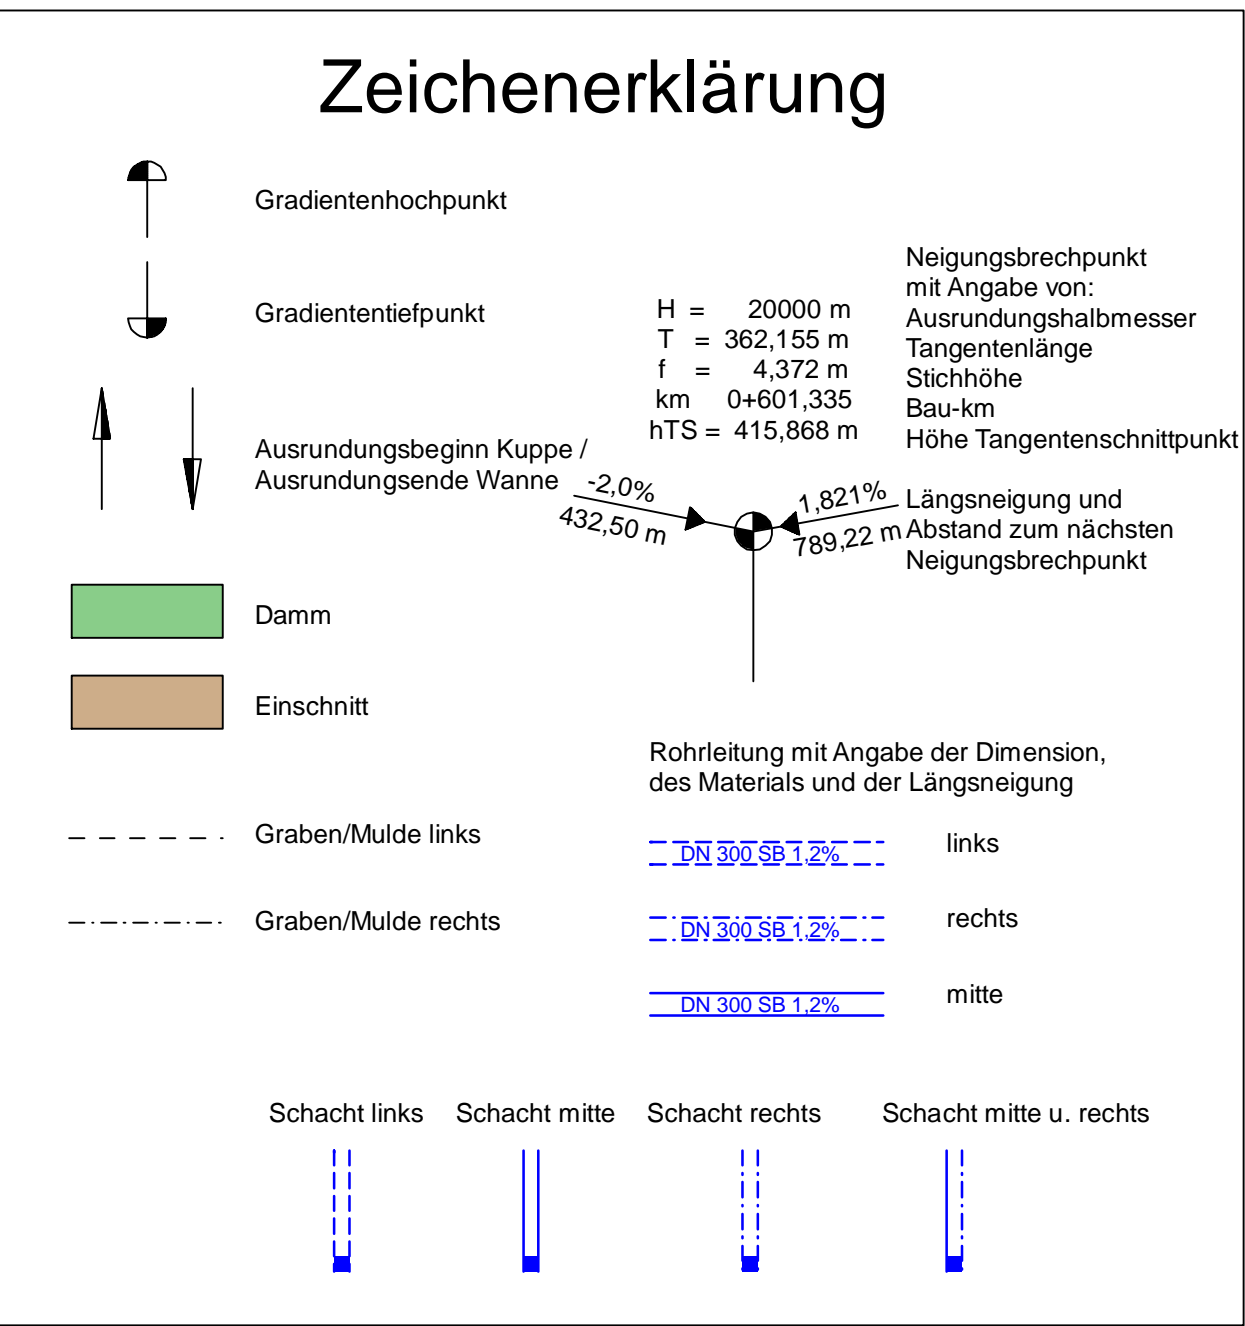 Zeichenerklärung
Gradientenhochpunkt
Gradiententiefpunkt
Ausrundungsbeginn Kuppe /
Ausrundungsende Wanne
H = 20000 m
T = 362,155 m
f = 4,372 m
km 0+601,335
hTS = 415,868 m
Neigungsbrechpunkt
mit Angabe von:
Ausrundungshalbmesser
Tangentenlänge
Stichhöhe
Bau-km
Höhe Tangentenschnittpunkt
-2,0%
432,50 m
1,821%
789,22 m
Längsneigung und
Abstand zum nächsten
Neigungsbrechpunkt
Damm
Einschnitt
Graben/Mulde links
Graben/Mulde rechts
Rohrleitung mit Angabe der Dimension,
des Materials und der Längsneigung
DN 300 SB 1,2%
links
DN 300 SB 1,2%
rechts
DN 300 SB 1,2%
mitte
Schacht links
Schacht mitte
Schacht rechts
Schacht mitte u. rechts